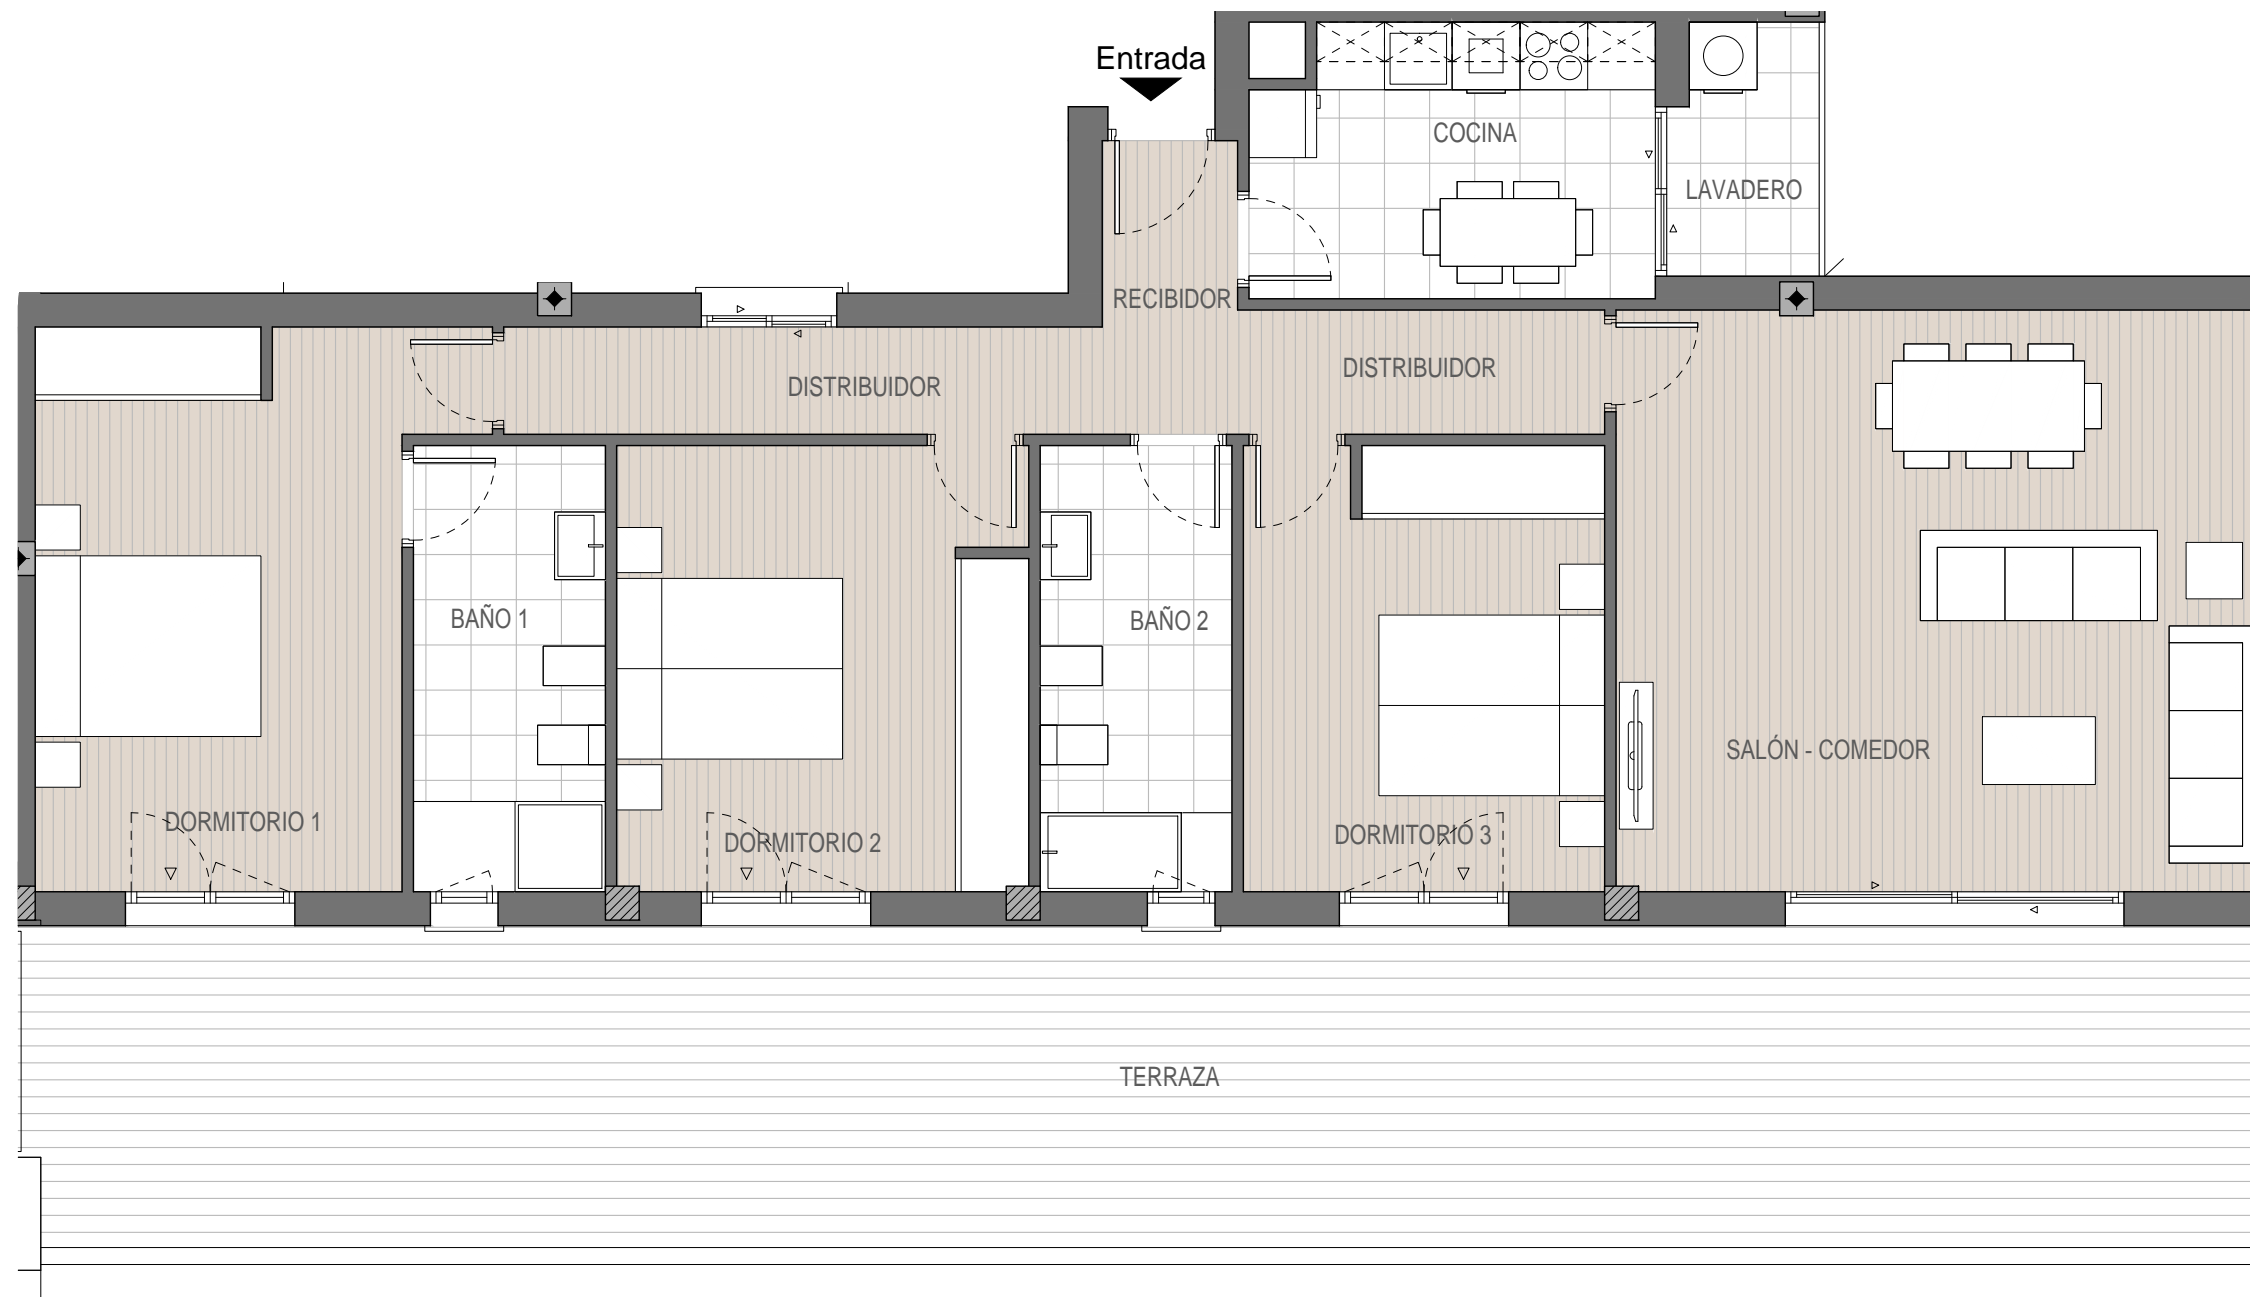 Entrada
COCINA
LAVADERO
RECIBIDOR
DISTRIBUIDOR
DISTRIBUIDOR
BAÑO 1
BAÑO 2
SALÓN - COMEDOR
DORMITORIO 1
DORMITORIO 2
DORMITORIO 3
TERRAZA